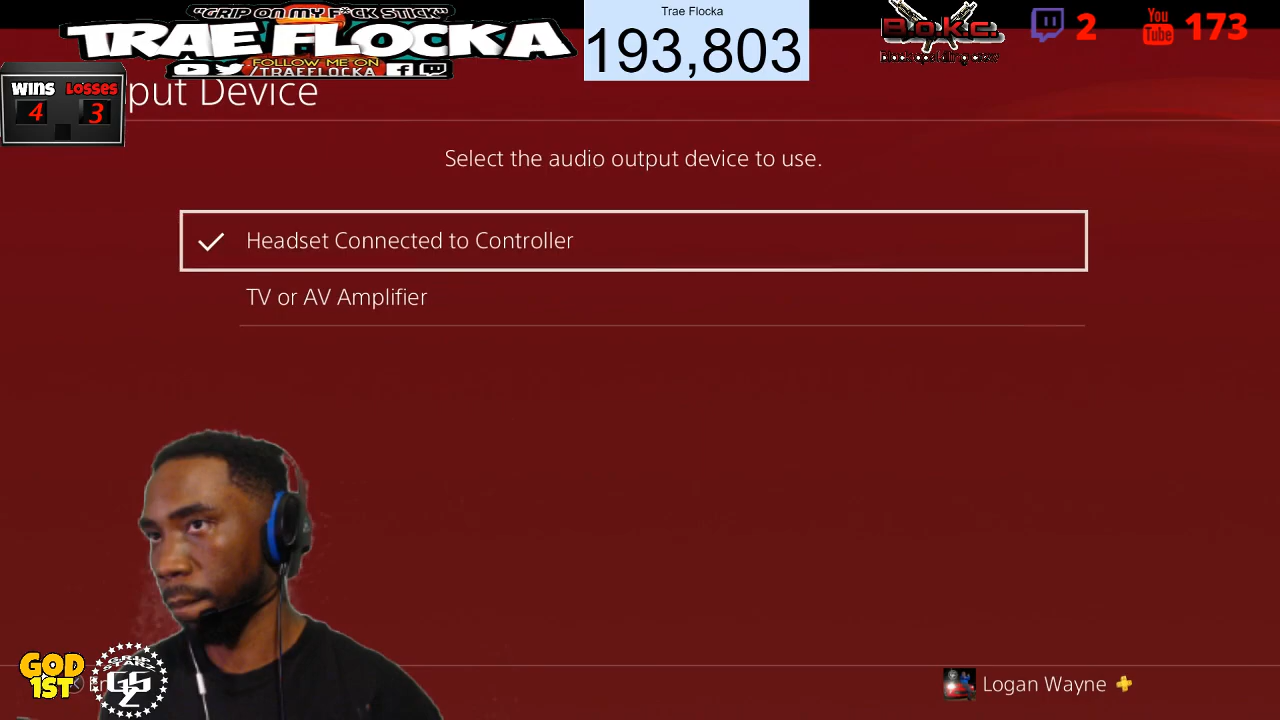 "GRIP ON MY F*CK STICK"
TRAE FLOCKA
FOLLOW ME ON
/TRAEFLOCKA
Trae Flocka
193,803
B.o.k.c.
2
You
Tube
173
WINS
LOSSES
4
3
put Device
Select the audio output device to use.
Headset Connected to Controller
TV or AV Amplifier
GOD
1ST
Logan Wayne